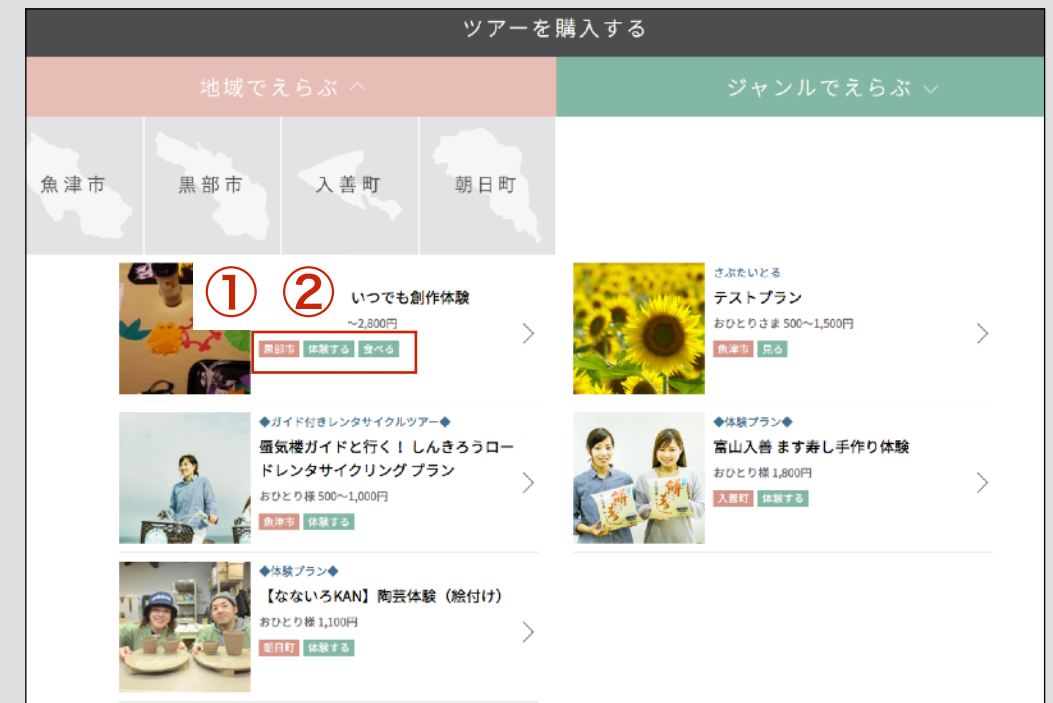 ツアーを購入する
地域でえらぶ
ジャンルでえらぶ
魚津市
黒部市
入善町
朝日町
① ②
いつでも創作体験
～2,800円
黒部市 体験する 食べる
さぶたいとる
テストプラン
おひとりさま 500～1,500円
魚津市 見る
◆ガイド付きレンタサイクルツアー◆
蜃気楼ガイドと行く！しんきろうロー
ドレンタサイクリング プラン
おひとり様 500～1,000円
魚津市 体験する
◆体験プラン◆
富山入善 ます寿し手作り体験
おひとり様 1,800円
入善町 体験する
◆体験プラン◆
【なないろKAN】陶芸体験（絵付け）
おひとり様 1,100円
朝日町 体験する